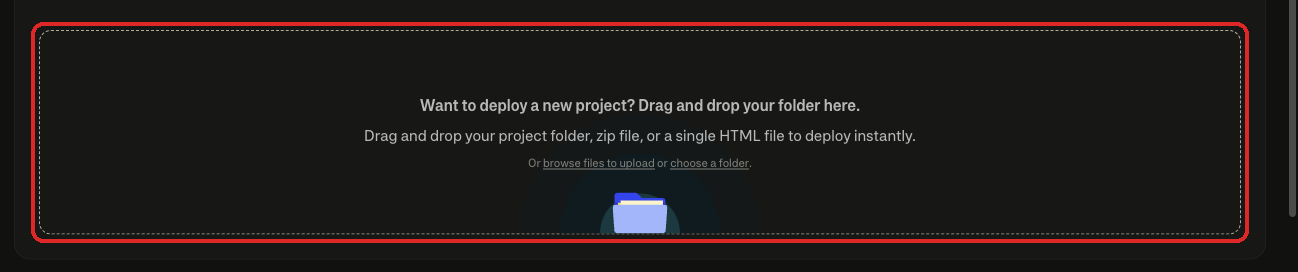 Want to deploy a new project? Drag and drop your folder here.
Drag and drop your project folder, zip file, or a single HTML file to deploy instantly.
Or browse files to upload or choose a folder.